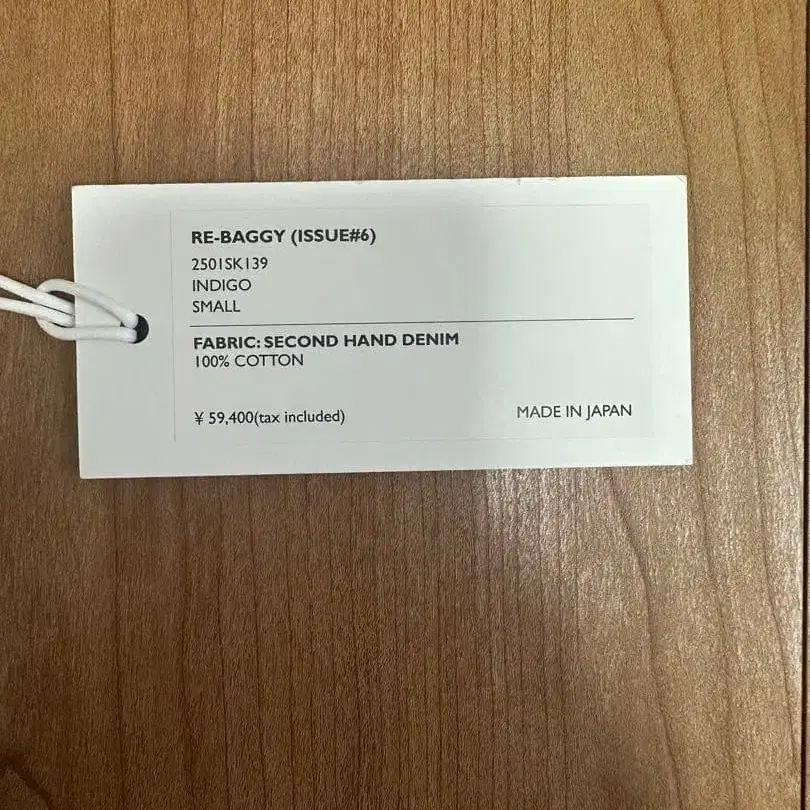 RE-BAGGY (ISSUE#6)
2501SK139
INDIGO
SMALL
FABRIC: SECOND HAND DENIM
100% COTTON
¥ 59,400(tax included)
MADE IN JAPAN